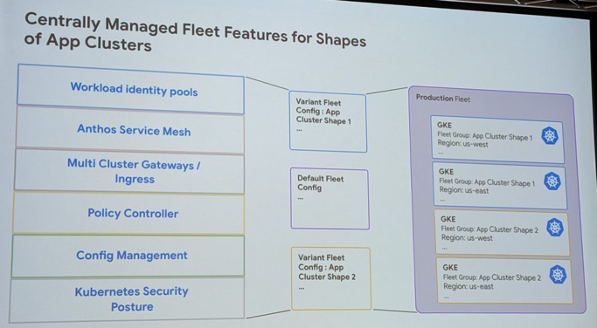 Centrally Managed Fleet Features for Shapes
of App Clusters
Workload identity pools
Anthos Service Mesh
Multi Cluster Gateways /
Ingress
Policy Controller
Config Management
Kubernetes Security
Posture
Variant Fleet
Config : App
Cluster Shape 1
...
Default Fleet
Config
...
Variant Fleet
Config : App
Cluster Shape 2
...
Production Fleet
GKE
Fleet Group: App Cluster Shape 1
Region: us-west
...
GKE
Fleet Group: App Cluster Shape 1
Region: us-east
...
GKE
Fleet Group: App Cluster Shape 2
Region: us-west
...
GKE
Fleet Group: App Cluster Shape 2
Region: us-east
...